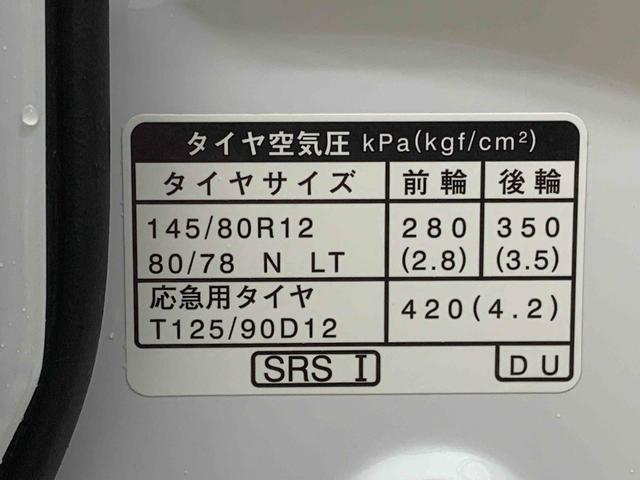 タイヤ空気圧 kPa(kgf/cm²)
タイヤサイズ 前輪 後輪
145/80R12 280 350
80/78 N LT (2.8) (3.5)
応急用タイヤ 420(4.2)
T125/90D12
SRS I DU